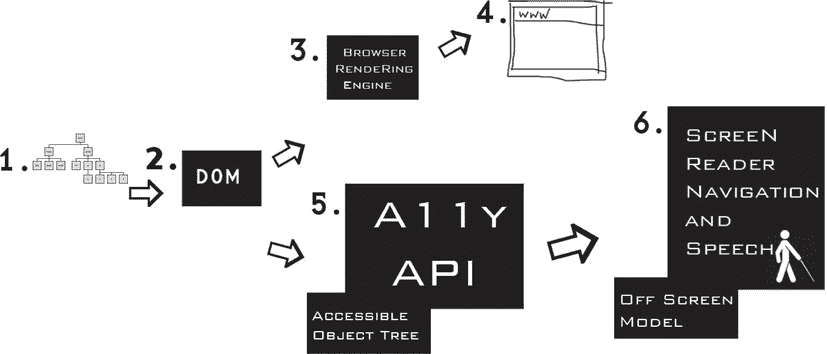 1.
2.
DOM
3.
BROWSER
RENDERING
ENGINE
4.
WWW
5.
A11Y
API
ACCESSIBLE
OBJECT TREE
6.
SCREEN
READER
NAVIGATION
AND
SPEECH
OFF SCREEN
MODEL